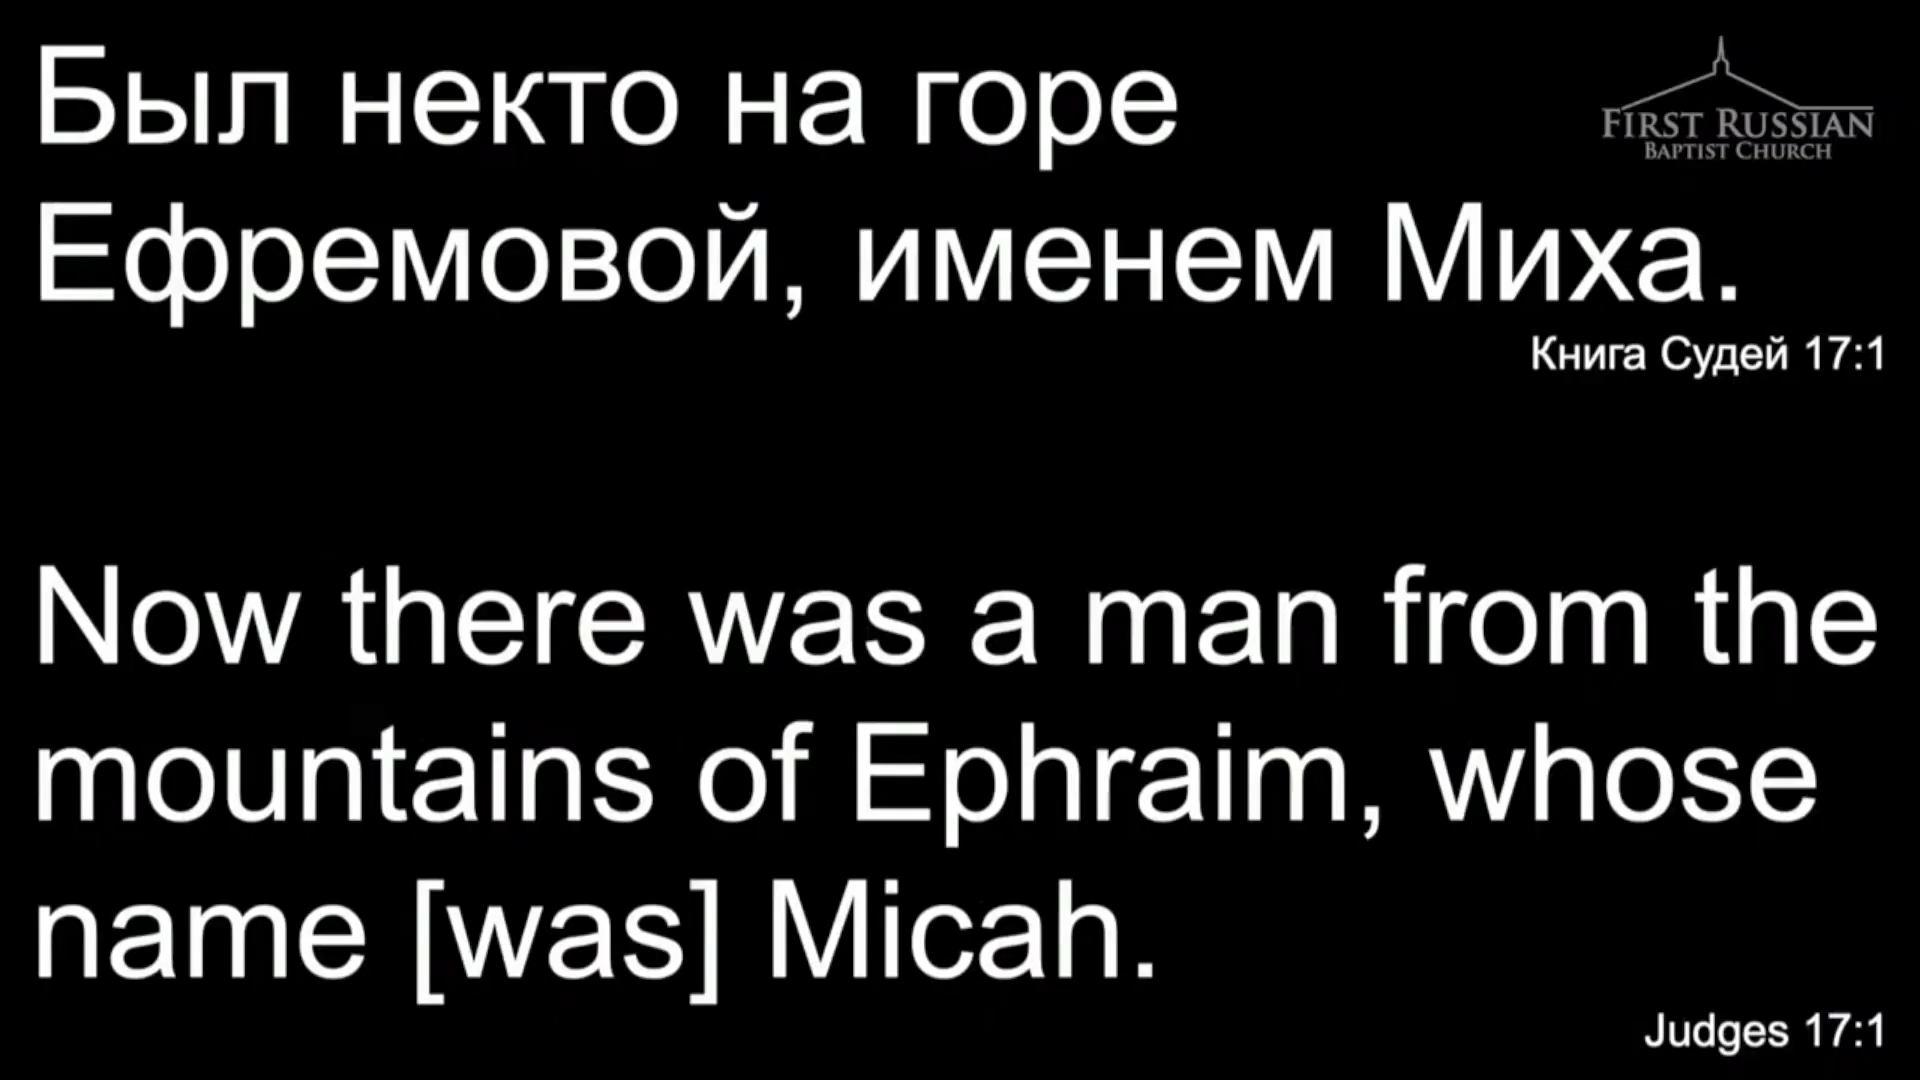 Был некто на горе
Ефремовой, именем Миха.
Книга Судей 17:1
FIRST RUSSIAN
BAPTIST CHURCH
Now there was a man from the
mountains of Ephraim, whose
name [was] Micah.
Judges 17:1